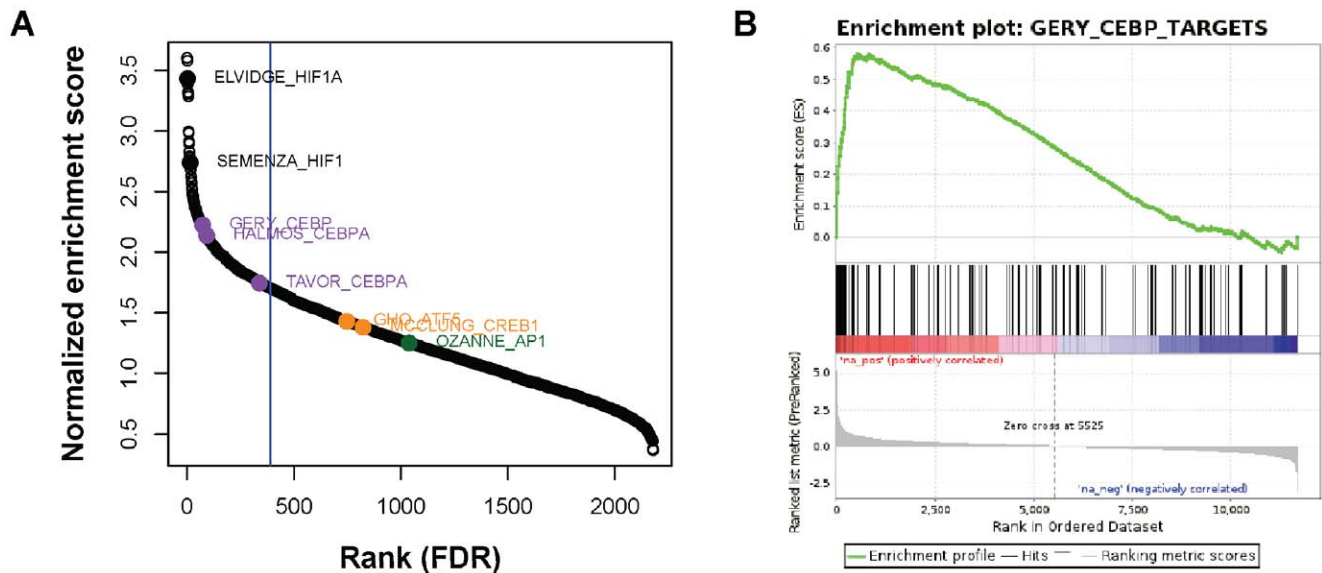 A
Normalized enrichment score
3.5
3.0
2.5
2.0
1.5
1.0
0.5
ELVIDGE_HIF1A
SEMENZA_HIF1
GERY_CEBP
HALMOS_CEBPA
TAVOR_CEBPA
GHO_ATF5
MCCLUNG_CREB1
OZANNE_AP1
0 500 1000 1500 2000
Rank (FDR)
B
Enrichment plot: GERY_CEBP_TARGETS
Enrichment score (ES)
0.6
0.5
0.4
0.3
0.2
0.1
0.0
'na_pos' (positively correlated)
Ranked list metric (PreRanked)
5.0
2.5
0.0
-2.5
Zero cross at 5525
'na_neg' (negatively correlated)
0 2,500 5,000 7,500 10,000
Rank in Ordered Dataset
Enrichment profile Hits Ranking metric scores